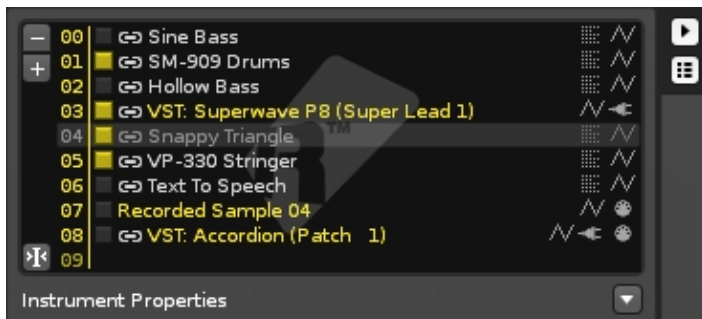 00 Sine Bass
01 SM-909 Drums
02 Hollow Bass
03 VST: Superwave P8 (Super Lead 1)
04 Snappy Triangle
05 VP-330 Stringer
06 Text To Speech
07 Recorded Sample 04
08 VST: Accordion (Patch   1)
09
Instrument Properties
TM